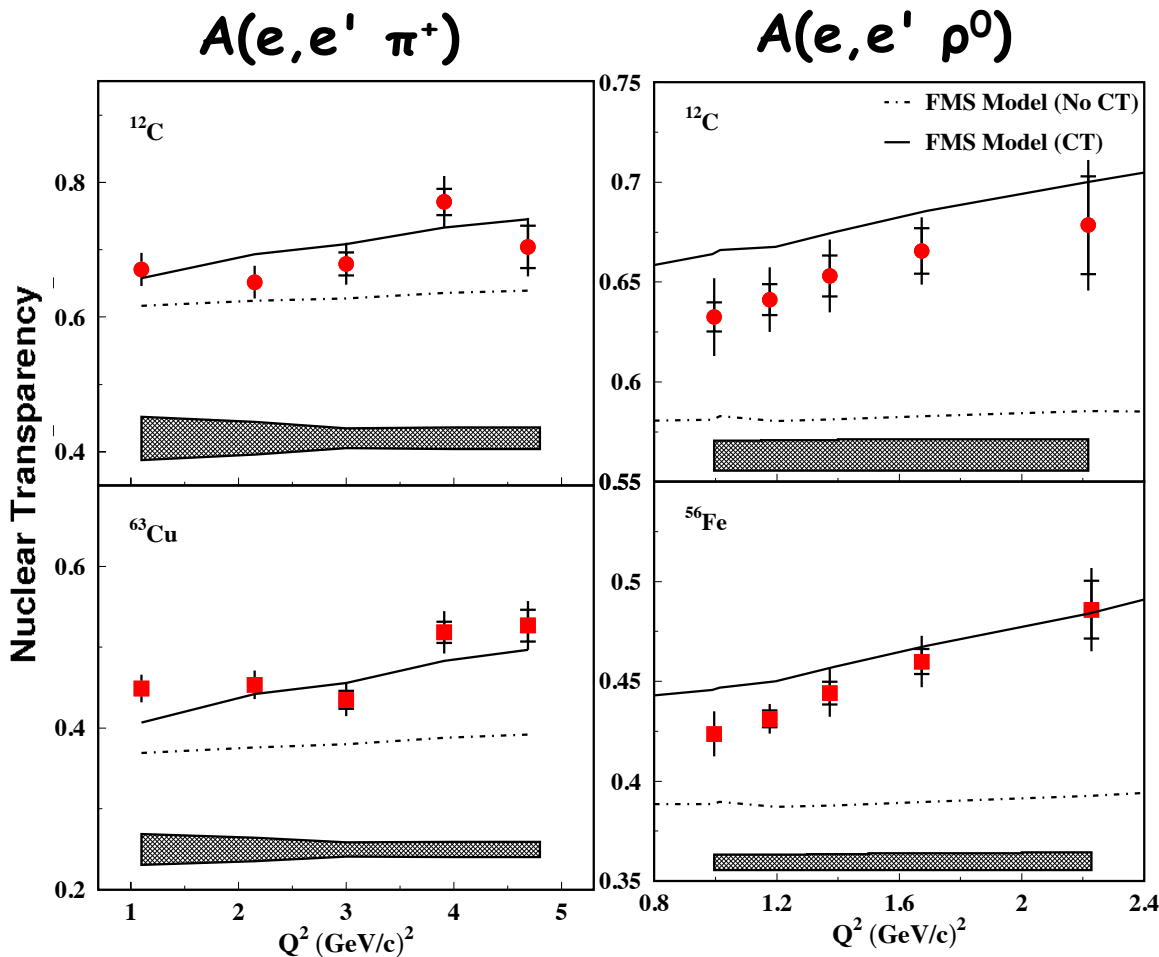 A(e,e' π⁺)
A(e,e' ρ⁰)
Nuclear Transparency
¹²C
0.8
0.6
0.4
⁶³Cu
0.6
0.4
0.2
1 2 3 4 5
Q² (GeV/c)²
0.75
¹²C
FMS Model (No CT)
FMS Model (CT)
0.7
0.65
0.6
0.55
⁵⁶Fe
0.5
0.45
0.4
0.35
0.8 1.2 1.6 2 2.4
Q² (GeV/c)²